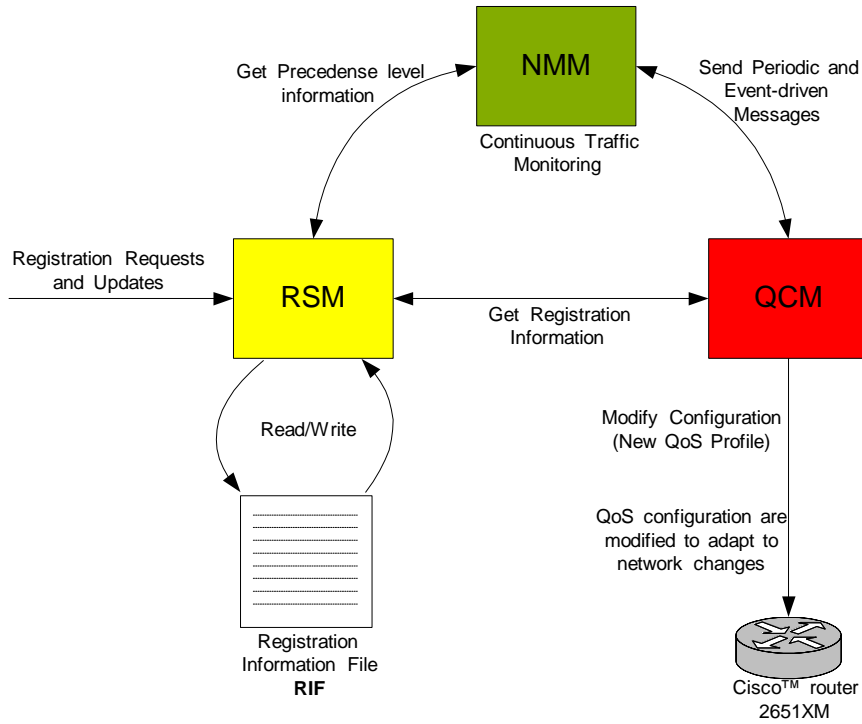 NMM
Get Precedense level
information
Send Periodic and
Event-driven
Messages
Continuous Traffic
Monitoring
Registration Requests
and Updates
RSM
QCM
Get Registration
Information
Read/Write
Modify Configuration
(New QoS Profile)
QoS configuration are
modified to adapt to
network changes
Registration
Information File
RIF
Cisco™ router
2651XM